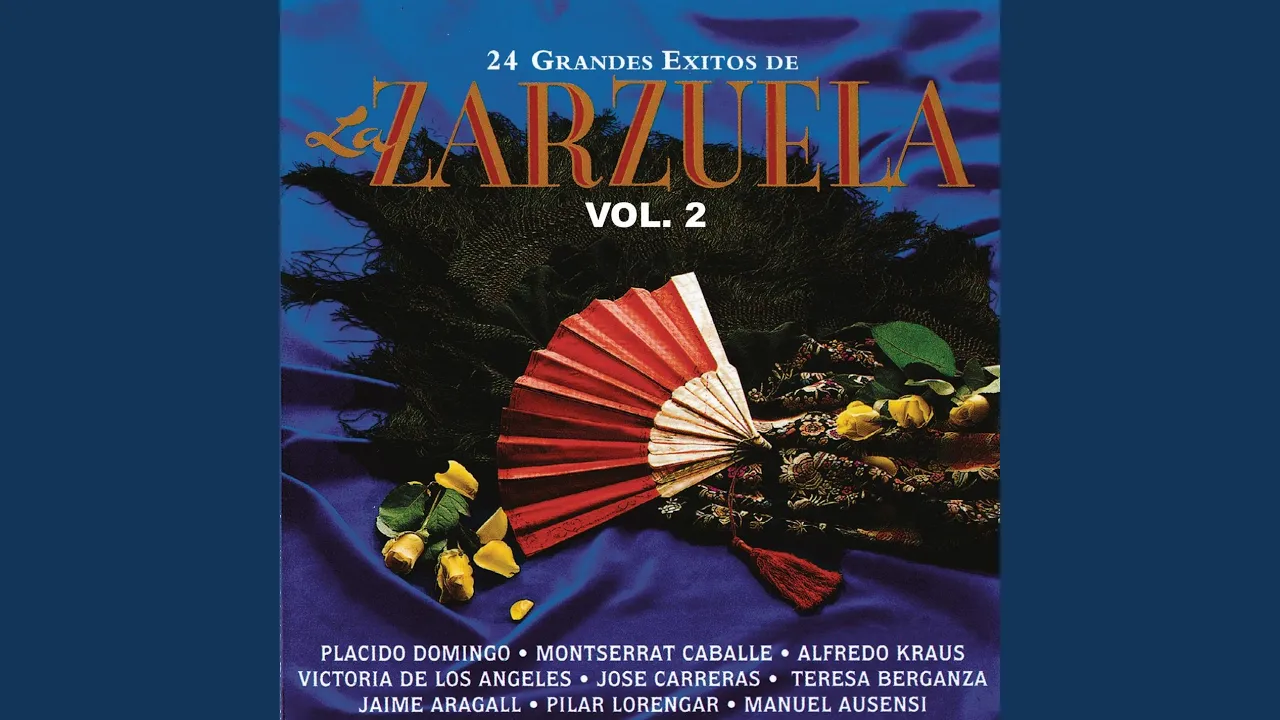 24 GRANDES EXITOS DE
La ZARZUELA
VOL. 2
PLACIDO DOMINGO • MONTSERRAT CABALLE • ALFREDO KRAUS
VICTORIA DE LOS ANGELES • JOSE CARRERAS • TERESA BERGANZA
JAIME ARAGALL • PILAR LORENGAR • MANUEL AUSENSI